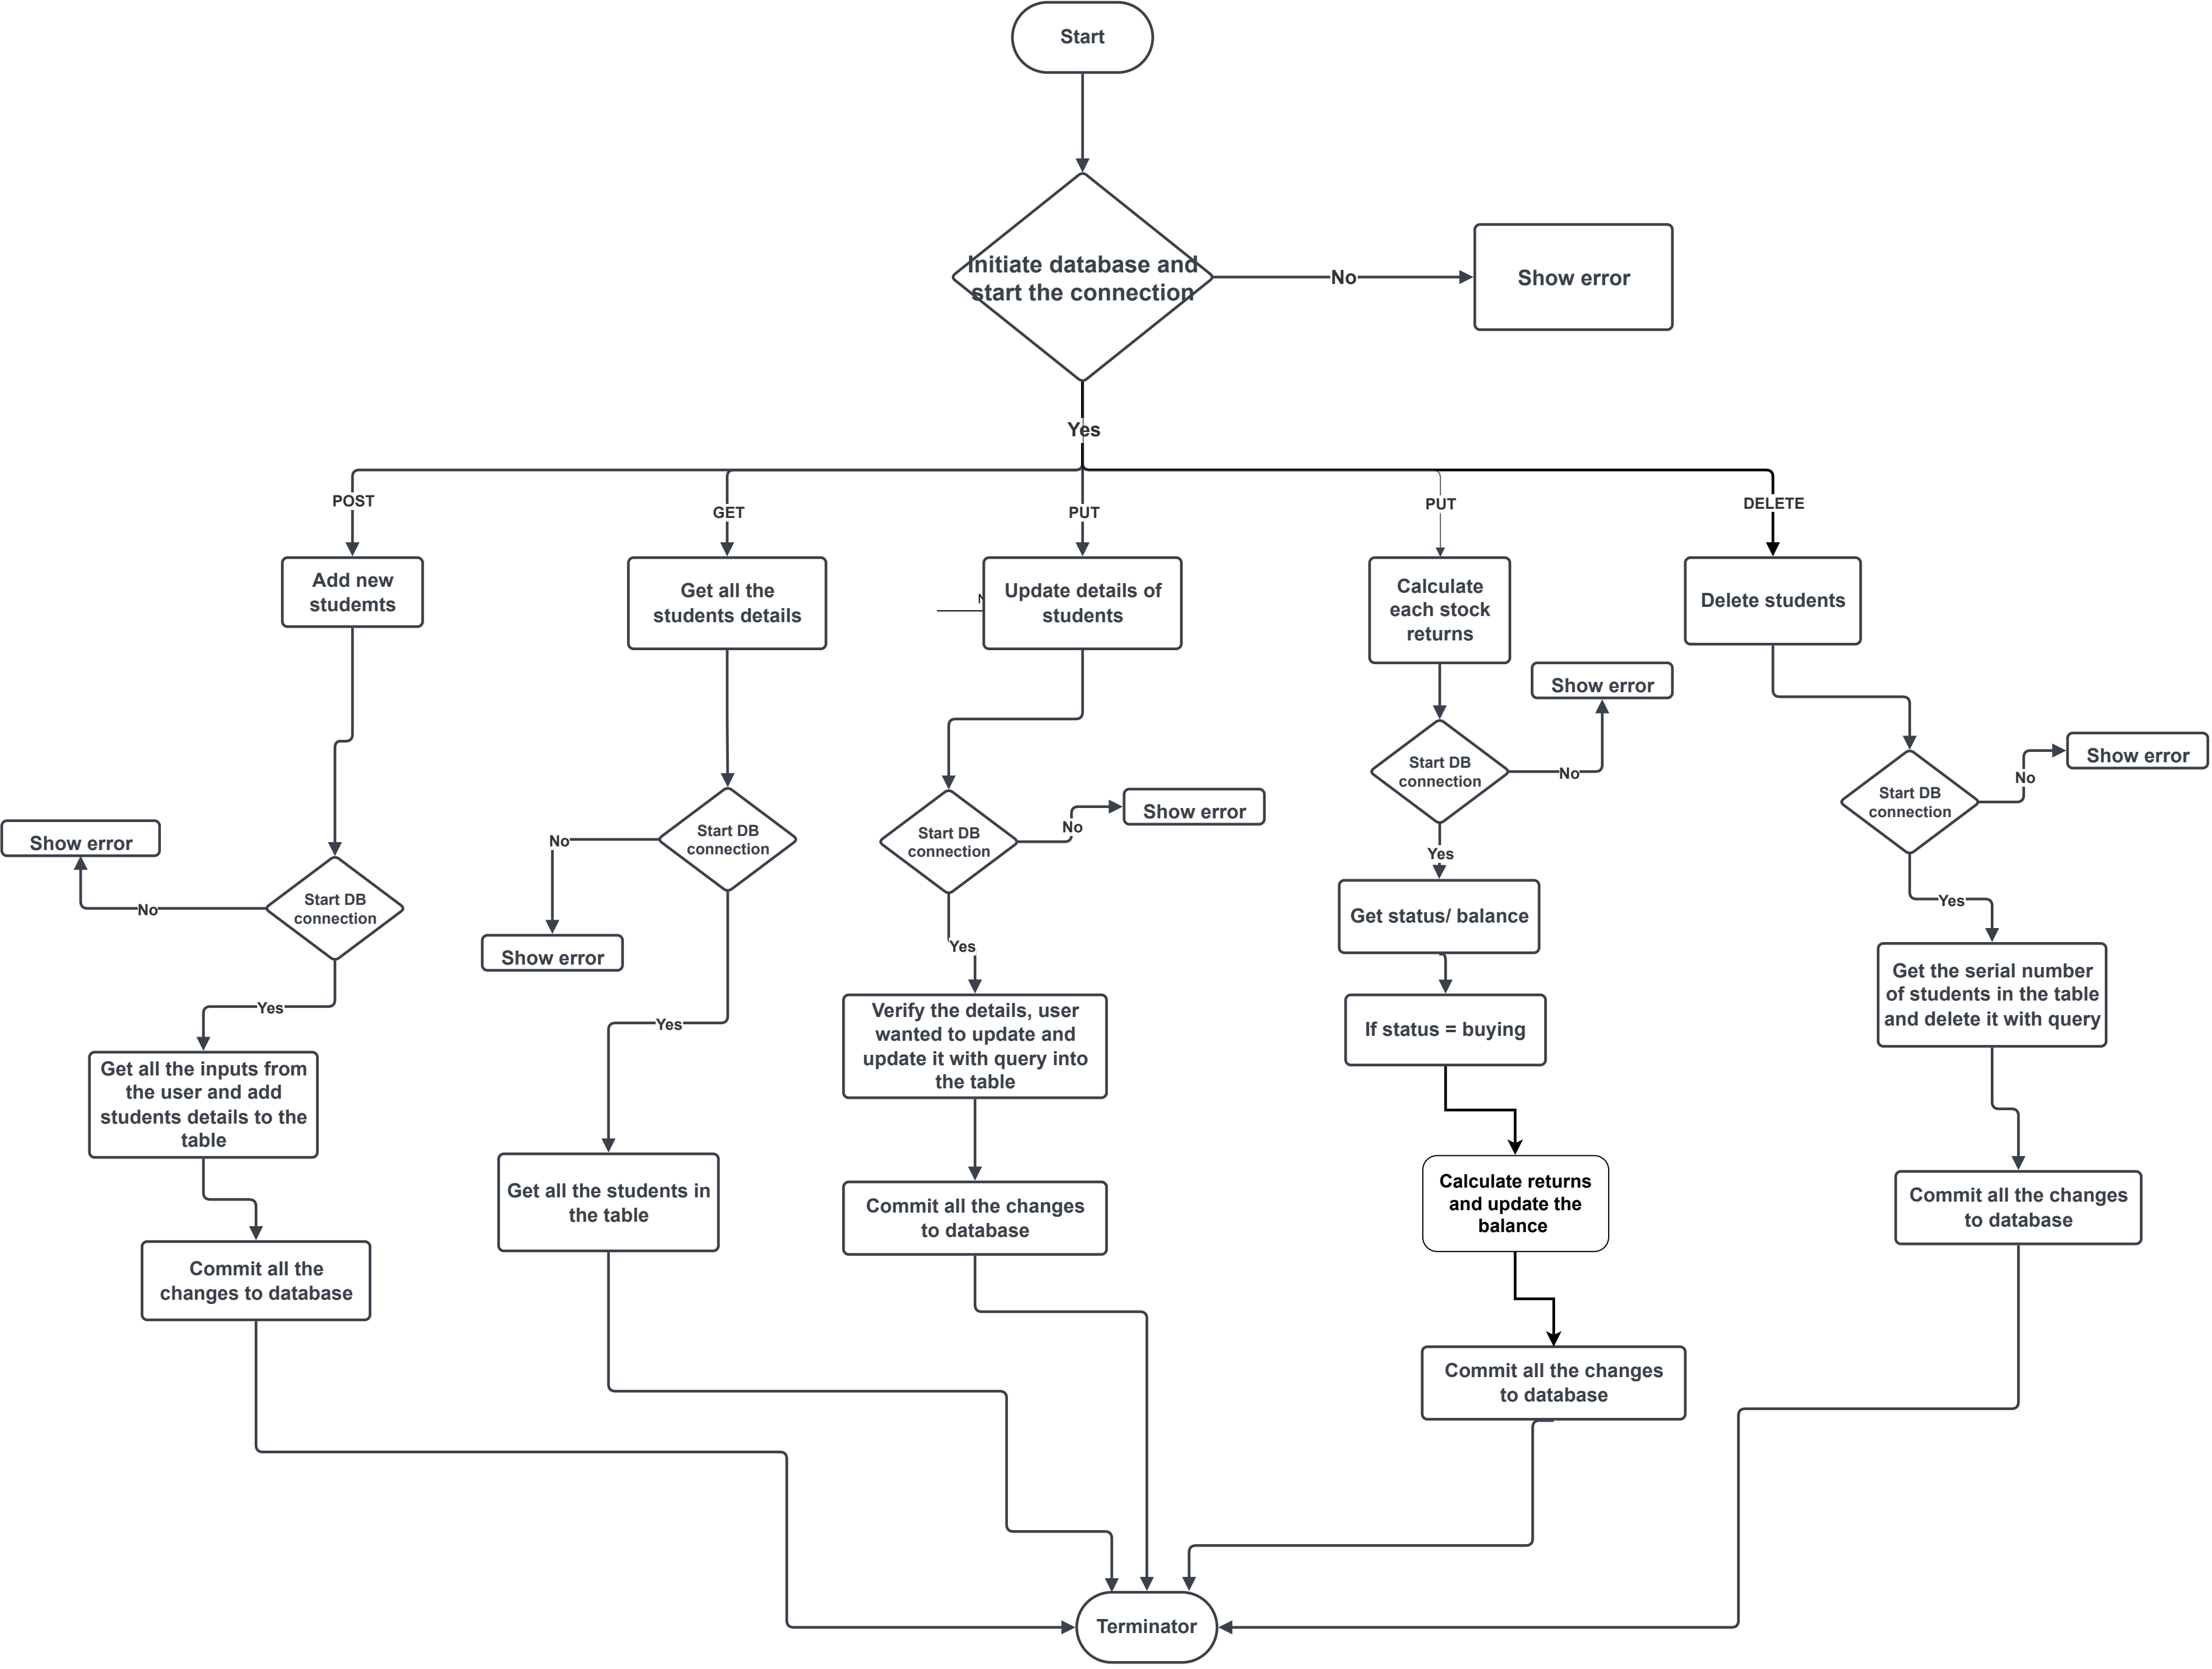 Start
Initiate database and
start the connection
No
Show error
Yes
POST
GET
PUT
PUT
DELETE
Add new
studemts
Get all the
students details
Update details of
students
Calculate
each stock
returns
Delete students
Show error
Start DB
connection
No
Show error
Start DB
connection
No
Show error
Start DB
connection
No
Start DB
connection
No
Show error
Yes
Show error
Start DB
connection
No
Get status/ balance
Yes
Show error
Yes
Yes
Yes
Get the serial number
of students in the table
and delete it with query
Verify the details, user
wanted to update and
update it with query into
the table
If status = buying
Get all the inputs from
the user and add
students details to the
table
Get all the students in
the table
Commit all the changes
to database
Calculate returns
and update the
balance
Commit all the changes
to database
Commit all the
changes to database
Commit all the changes
to database
Terminator